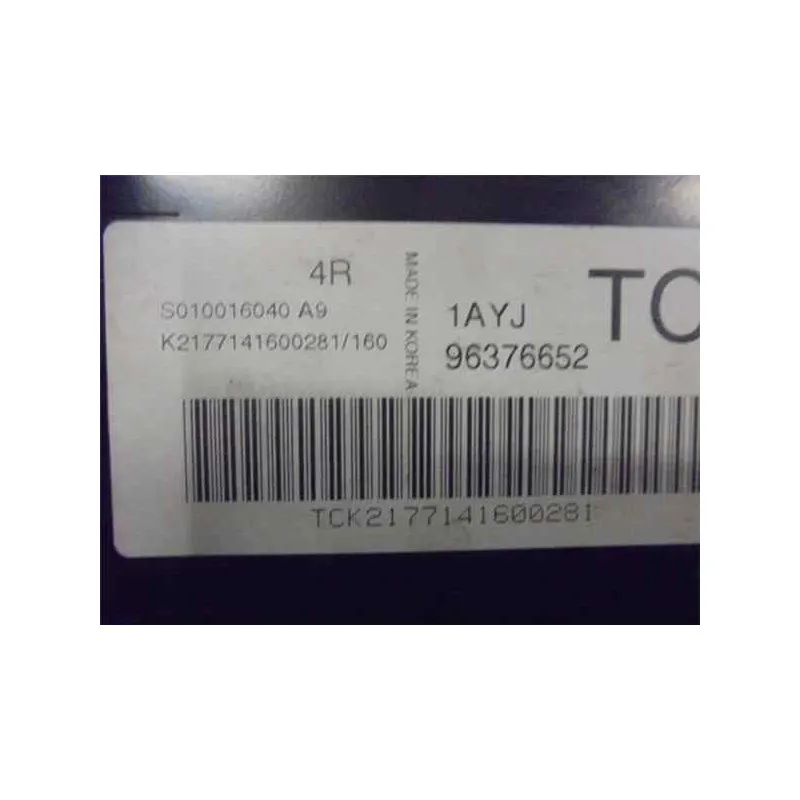 4R
S010016040 A9
K2177141600281/160
MADE IN KOREA
1AYJ
96376652
TC
TCK2177141600281